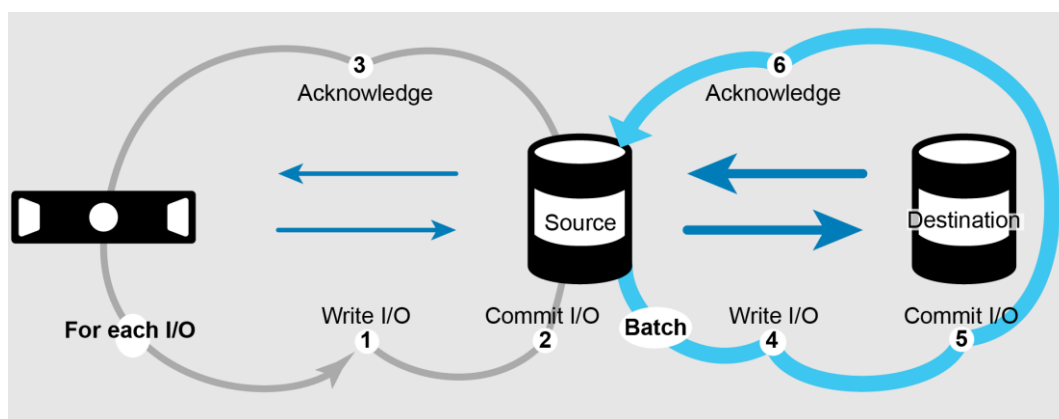 3
Acknowledge
6
Acknowledge
Source
Destination
For each I/O
Write I/O
1
Commit I/O
2
Batch
Write I/O
4
Commit I/O
5